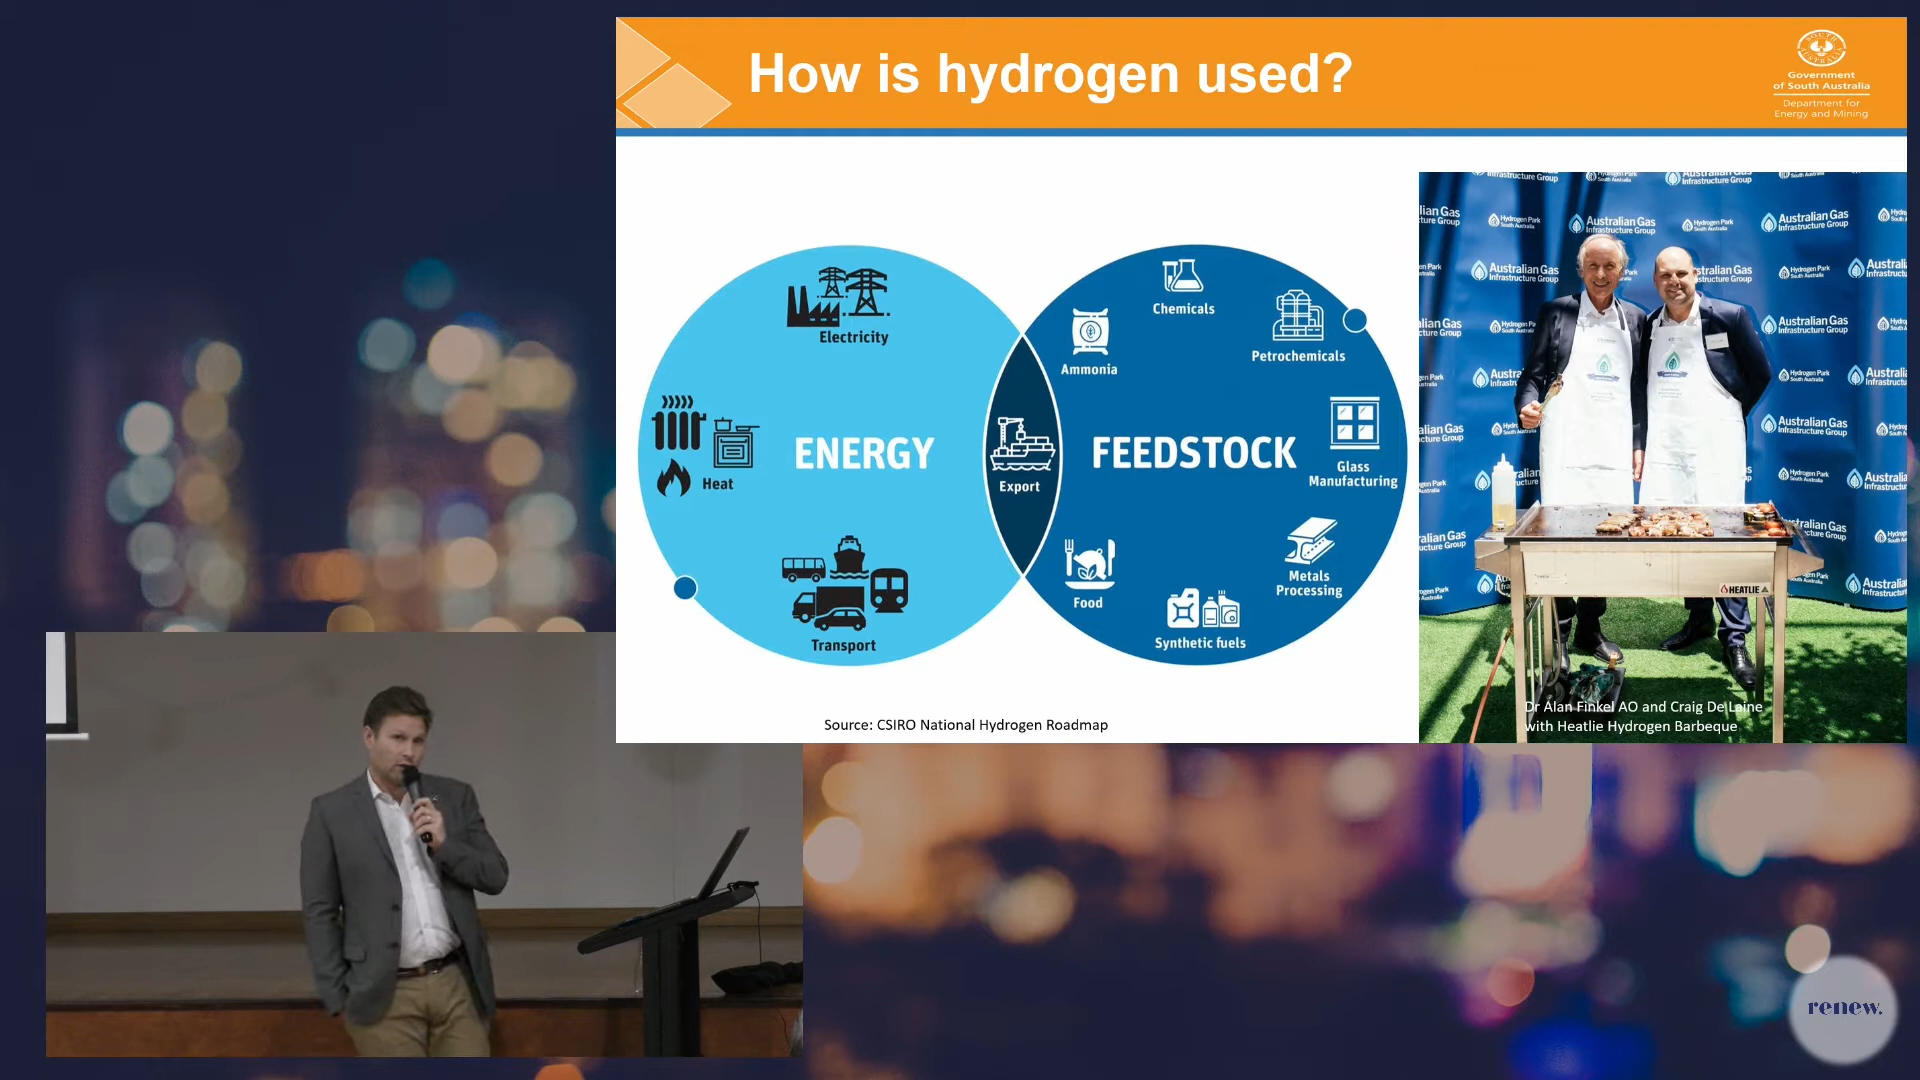 How is hydrogen used?
SOUTH AUSTRALIA
Government
of South Australia
Department for
Energy and Mining
Electricity
Heat
ENERGY
Transport
Export
Chemicals
Ammonia
Petrochemicals
FEEDSTOCK
Glass
Manufacturing
Metals
Processing
Food
Synthetic fuels
Source: CSIRO National Hydrogen Roadmap
Australian Gas
Infrastructure Group
Hydrogen Park
South Australia
HEATLIE
Dr Alan Finkel AO and Craig De Laine
with Heatlie Hydrogen Barbeque
renew.